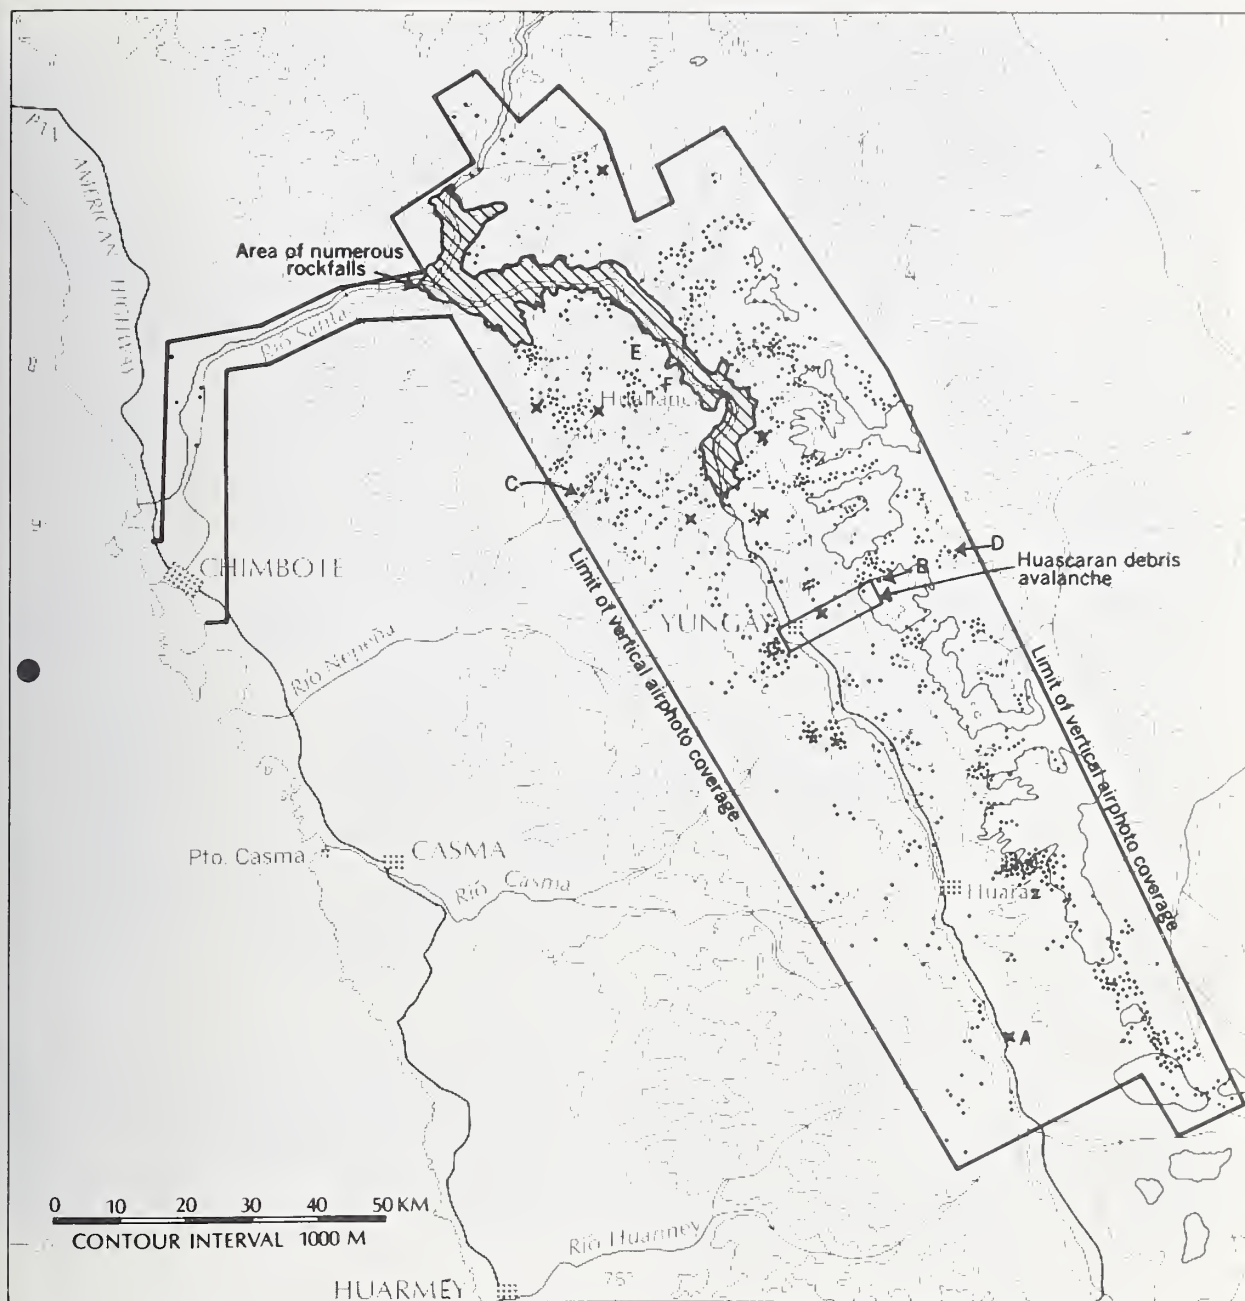 PAN AMERICAN HIGHWAY
Area of numerous
rockfalls
Río Santa
E
F
Huallanca
C
CHIMBOTE
D
Huascaran debris
avalanche
B
YUNGAY
G
Río Nepeña
Limit of vertical airphoto coverage
Limit of vertical airphoto coverage
Pto. Casma
CASMA
Río Casma
Huaraz
A
0 10 20 30 40 50 KM
CONTOUR INTERVAL 1000 M
Río Huarmey
HUARMEY